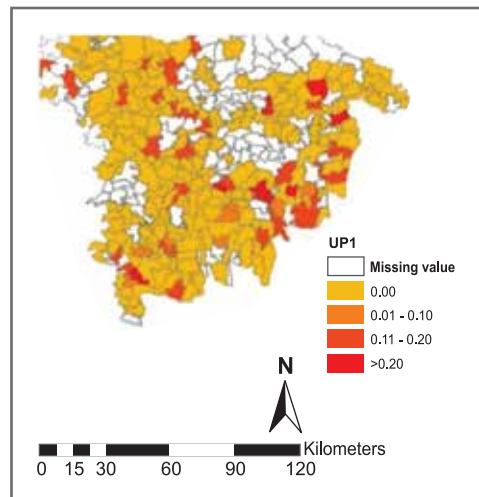 UP1
Missing value
0.00
0.01 - 0.10
0.11 - 0.20
>0.20
N
Kilometers
0 15 30 60 90 120